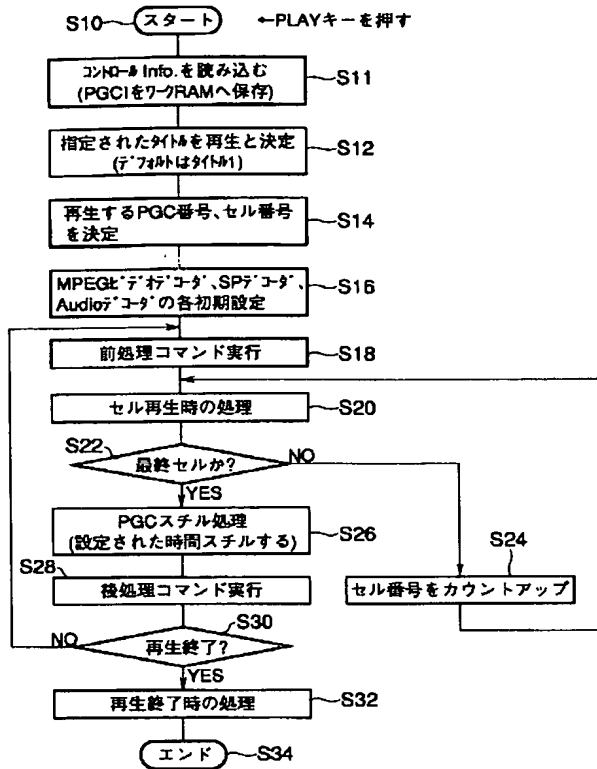 S10 スタート ←PLAYキーを押す
コントロール Info.を読み込む
(PGCIをワークRAMへ保存)
S11
指定されたタイトルを再生と決定
(デフォルトはタイトル1)
S12
再生するPGC番号、セル番号
を決定
S14
MPEGビデオデコーダ、SPデコーダ、
Audioデコーダの各初期設定
S16
前処理コマンド実行
S18
セル再生時の処理
S20
S22
最終セルか?
NO
YES
PGCスチル処理
(設定された時間スチルする)
S26
S24
セル番号をカウントアップ
S28
後処理コマンド実行
S30
再生終了?
NO
YES
再生終了時の処理
S32
エンド
S34